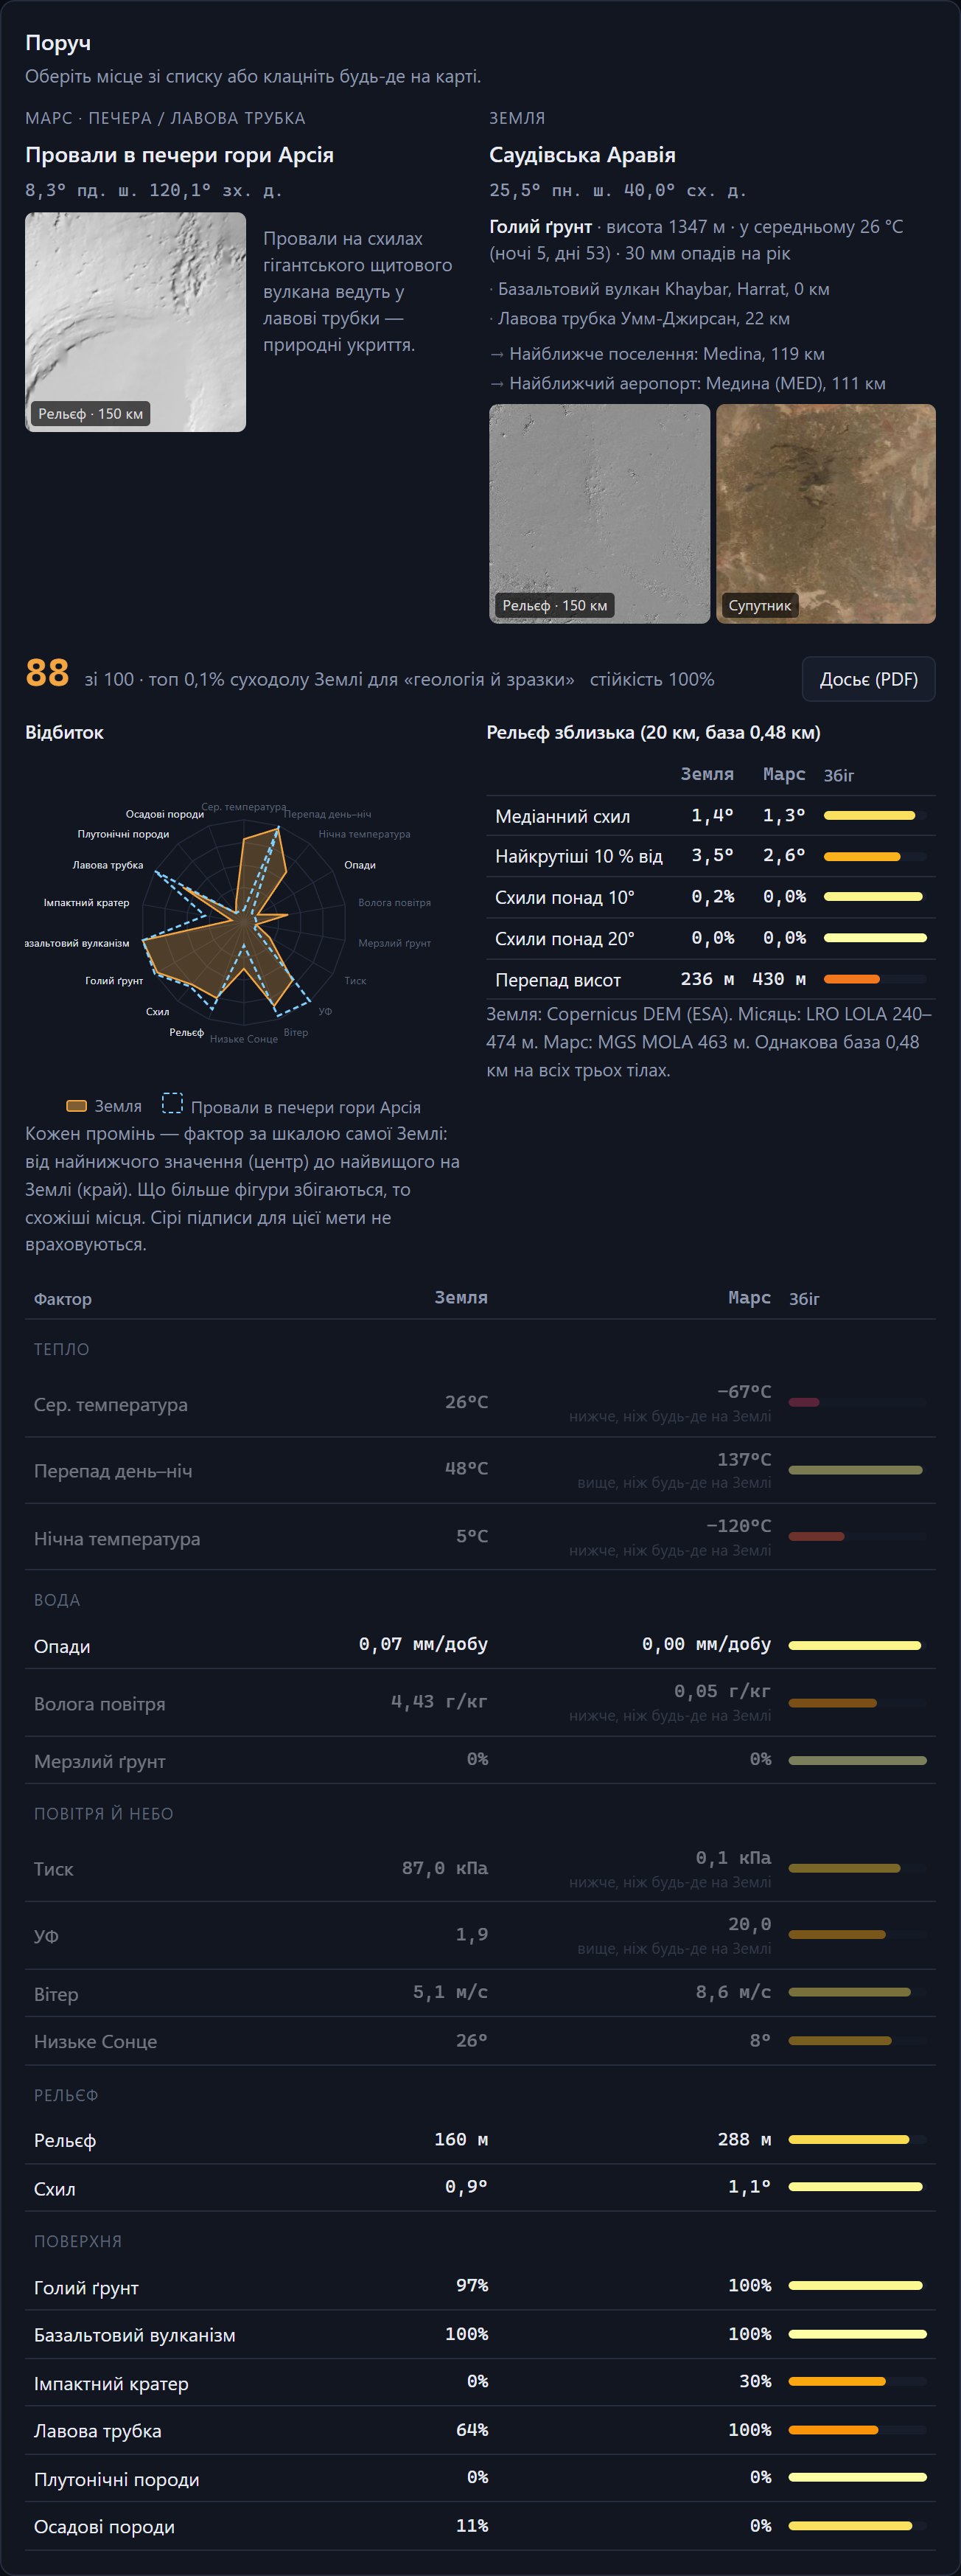 Поруч
Оберіть місце зі списку або клацніть будь-де на карті.
МАРС · ПЕЧЕРА / ЛАВОВА ТРУБКА
Провали в печери гори Арсія
8,3° пд. ш. 120,1° зх. д.
Провали на схилах
гігантського щитового
вулкана ведуть у
лавові трубки —
природні укриття.
Рельєф · 150 км
ЗЕМЛЯ
Саудівська Аравія
25,5° пн. ш. 40,0° сх. д.
Голий ґрунт · висота 1347 м · у середньому 26 °C
(ночі 5, дні 53) · 30 мм опадів на рік
· Базальтовий вулкан Khaybar, Harrat, 0 км
· Лавова трубка Умм-Джирсан, 22 км
→ Найближче поселення: Medina, 119 км
→ Найближчий аеропорт: Медина (MED), 111 км
Рельєф · 150 км
Супутник
88 зі 100 · топ 0,1% суходолу Землі для «геологія й зразки» стійкість 100%
Досьє (PDF)
Відбиток
Сер. температура
Перепад день–ніч
Нічна температура
Опади
Волога повітря
Мерзлий ґрунт
Тиск
УФ
Вітер
Низьке Сонце
Рельєф
Схил
Голий ґрунт
азальтовий вулканізм
Імпактний кратер
Лавова трубка
Плутонічні породи
Осадові породи
Земля
Провали в печери гори Арсія
Кожен промінь — фактор за шкалою самої Землі:
від найнижчого значення (центр) до найвищого на
Землі (край). Що більше фігури збігаються, то
схожіші місця. Сірі підписи для цієї мети не
враховуються.
Рельєф зблизька (20 км, база 0,48 км)
Земля Марс Збіг
Медіанний схил 1,4° 1,3°
Найкрутіші 10 % від 3,5° 2,6°
Схили понад 10° 0,2% 0,0%
Схили понад 20° 0,0% 0,0%
Перепад висот 236 м 430 м
Земля: Copernicus DEM (ESA). Місяць: LRO LOLA 240–
474 м. Марс: MGS MOLA 463 м. Однакова база 0,48
км на всіх трьох тілах.
Фактор Земля Марс Збіг
ТЕПЛО
Сер. температура 26°C −67°C
нижче, ніж будь-де на Землі
Перепад день–ніч 48°C 137°C
вище, ніж будь-де на Землі
Нічна температура 5°C −120°C
нижче, ніж будь-де на Землі
ВОДА
Опади 0,07 мм/добу 0,00 мм/добу
Волога повітря 4,43 г/кг 0,05 г/кг
нижче, ніж будь-де на Землі
Мерзлий ґрунт 0% 0%
ПОВІТРЯ Й НЕБО
Тиск 87,0 кПа 0,1 кПа
нижче, ніж будь-де на Землі
УФ 1,9 20,0
вище, ніж будь-де на Землі
Вітер 5,1 м/с 8,6 м/с
Низьке Сонце 26° 8°
РЕЛЬЄФ
Рельєф 160 м 288 м
Схил 0,9° 1,1°
ПОВЕРХНЯ
Голий ґрунт 97% 100%
Базальтовий вулканізм 100% 100%
Імпактний кратер 0% 30%
Лавова трубка 64% 100%
Плутонічні породи 0% 0%
Осадові породи 11% 0%